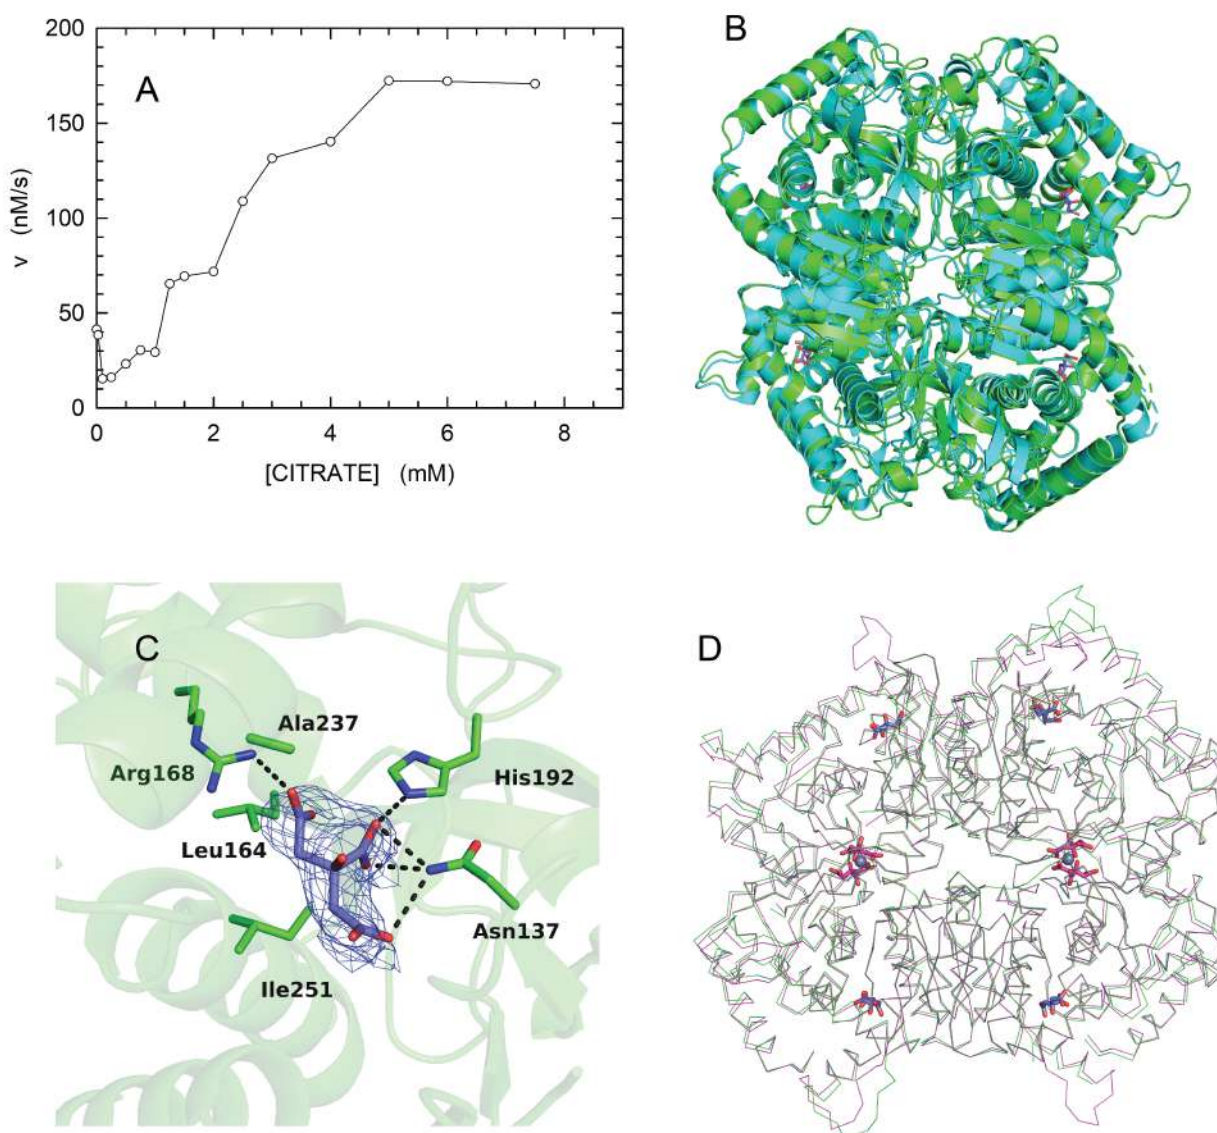 A
200
150
100
50
0
v (nM/s)
0 2 4 6 8
[CITRATE] (mM)
B
C
Ala237
Arg168
His192
Leu164
Asn137
Ile251
D